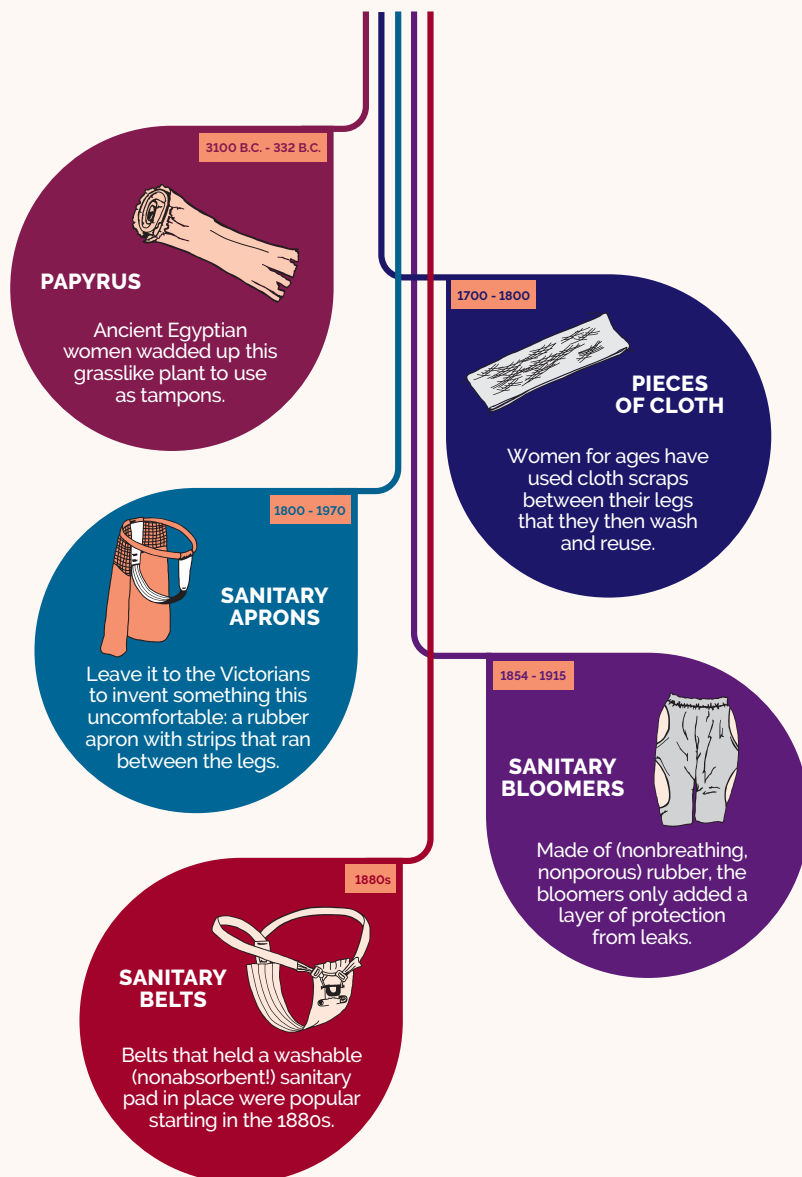 3100 B.C. - 332 B.C.
PAPYRUS
Ancient Egyptian
women wadded up this
grasslike plant to use
as tampons.
1700 - 1800
PIECES
OF CLOTH
Women for ages have
used cloth scraps
between their legs
that they then wash
and reuse.
1800 - 1970
SANITARY
APRONS
Leave it to the Victorians
to invent something this
uncomfortable: a rubber
apron with strips that ran
between the legs.
1854 - 1915
SANITARY
BLOOMERS
Made of (nonbreathing,
nonporous) rubber, the
bloomers only added a
layer of protection
from leaks.
1880s
SANITARY
BELTS
Belts that held a washable
(nonabsorbent!) sanitary
pad in place were popular
starting in the 1880s.